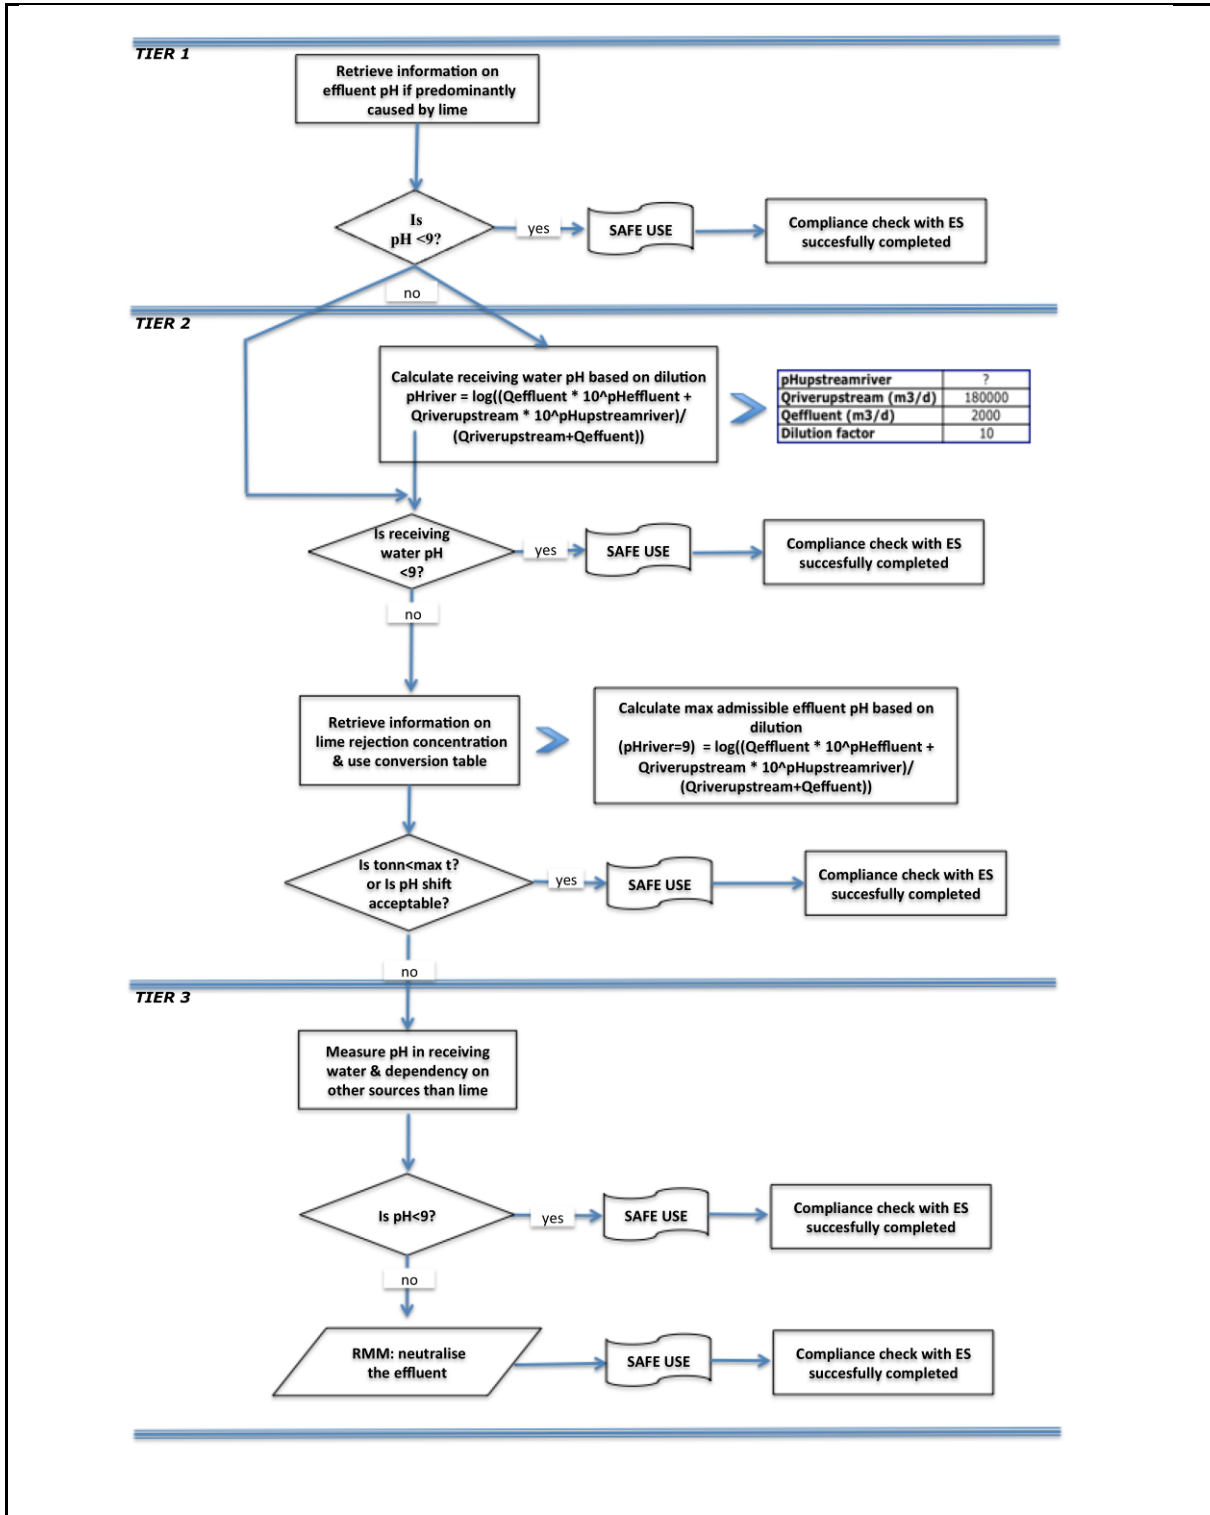 TIER 1
Retrieve information on
effluent pH if predominantly
caused by lime
Is
pH <9?
yes
SAFE USE
Compliance check with ES
succesfully completed
no
TIER 2
Calculate receiving water pH based on dilution
pHriver = log((Qeffluent * 10^pHeffluent +
Qriverupstream * 10^pHupstreamriver)/
(Qriverupstream+Qeffuent))
pHupstreamriver ?
Qriverupstream (m3/d) 180000
Qeffluent (m3/d) 2000
Dilution factor 10
Is receiving
water pH
<9?
yes
SAFE USE
Compliance check with ES
succesfully completed
no
Retrieve information on
lime rejection concentration
& use conversion table
Calculate max admissible effluent pH based on
dilution
(pHriver=9) = log((Qeffluent * 10^pHeffluent +
Qriverupstream * 10^pHupstreamriver)/
(Qriverupstream+Qeffuent))
Is tonn<max t?
or Is pH shift
acceptable?
yes
SAFE USE
Compliance check with ES
succesfully completed
no
TIER 3
Measure pH in receiving
water & dependency on
other sources than lime
Is pH<9?
yes
SAFE USE
Compliance check with ES
succesfully completed
no
RMM: neutralise
the effluent
SAFE USE
Compliance check with ES
succesfully completed